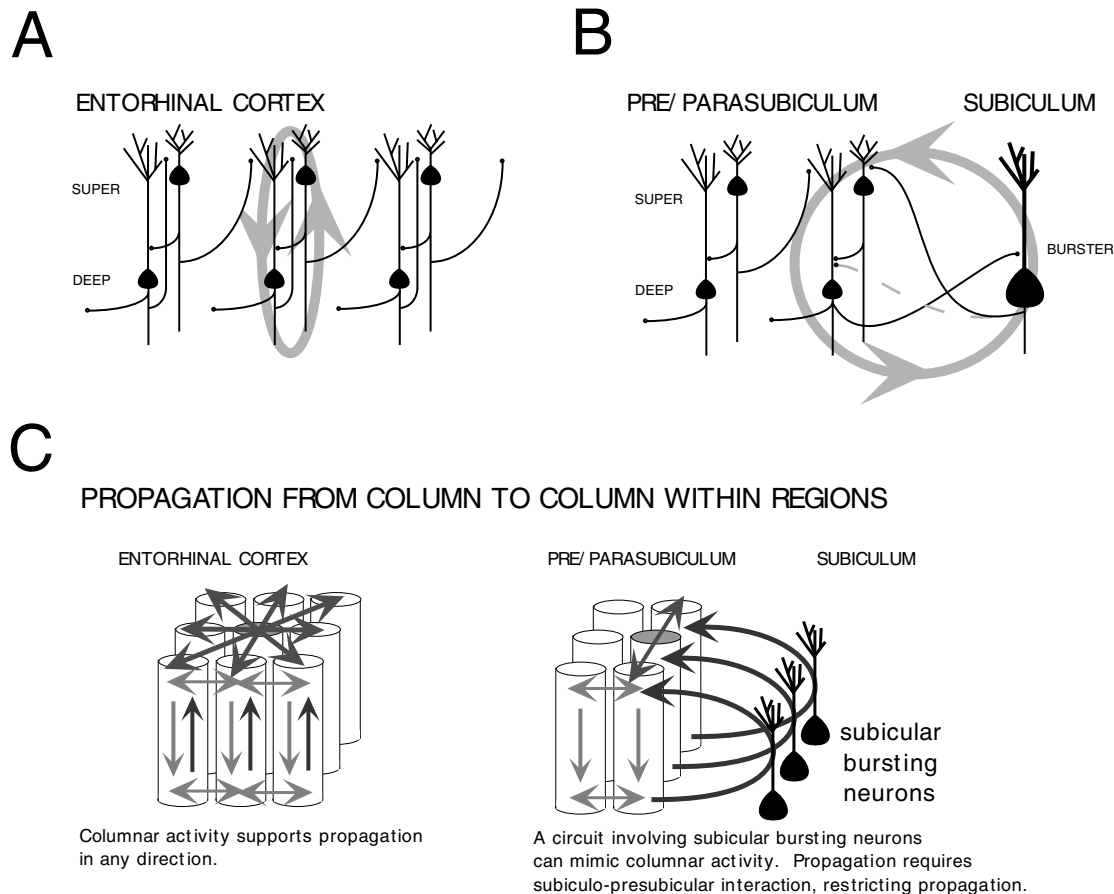 A
B
ENTORHINAL CORTEX
PRE/ PARASUBICULUM
SUBICULUM
SUPER
DEEP
SUPER
DEEP
BURSTER
C
PROPAGATION FROM COLUMN TO COLUMN WITHIN REGIONS
ENTORHINAL CORTEX
PRE/ PARASUBICULUM
SUBICULUM
subicular
bursting
neurons
Columnar activity supports propagation
in any direction.
A circuit involving subicular bursting neurons
can mimic columnar activity. Propagation requires
subiculo-presubicular interaction, restricting propagation.